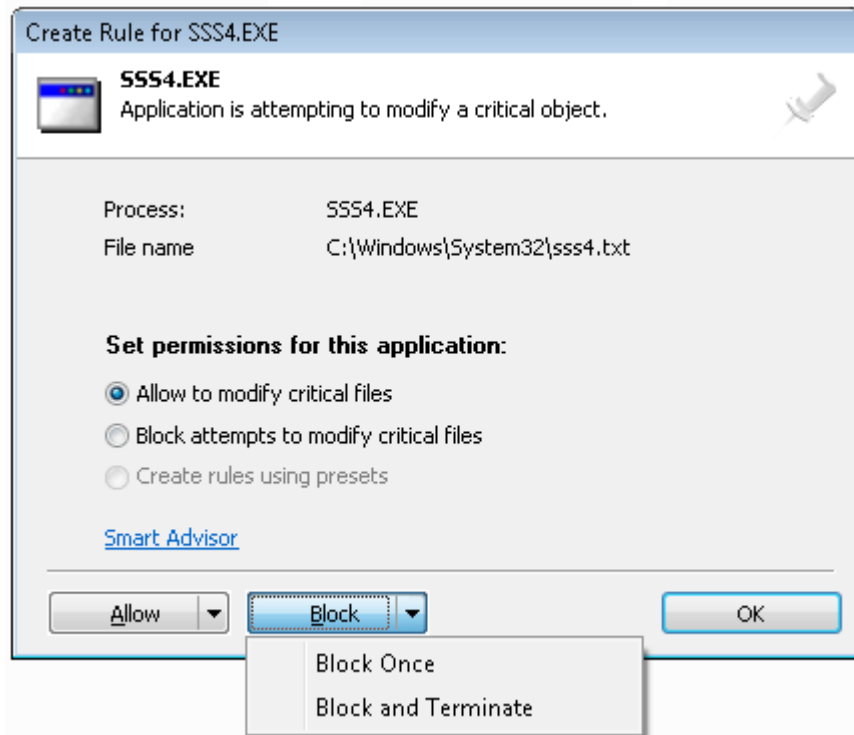 Create Rule for SSS4.EXE
SSS4.EXE
Application is attempting to modify a critical object.
Process: SSS4.EXE
File name C:\Windows\System32\sss4.txt
Set permissions for this application:
Allow to modify critical files
Block attempts to modify critical files
Create rules using presets
Smart Advisor
Allow Block OK
Block Once
Block and Terminate